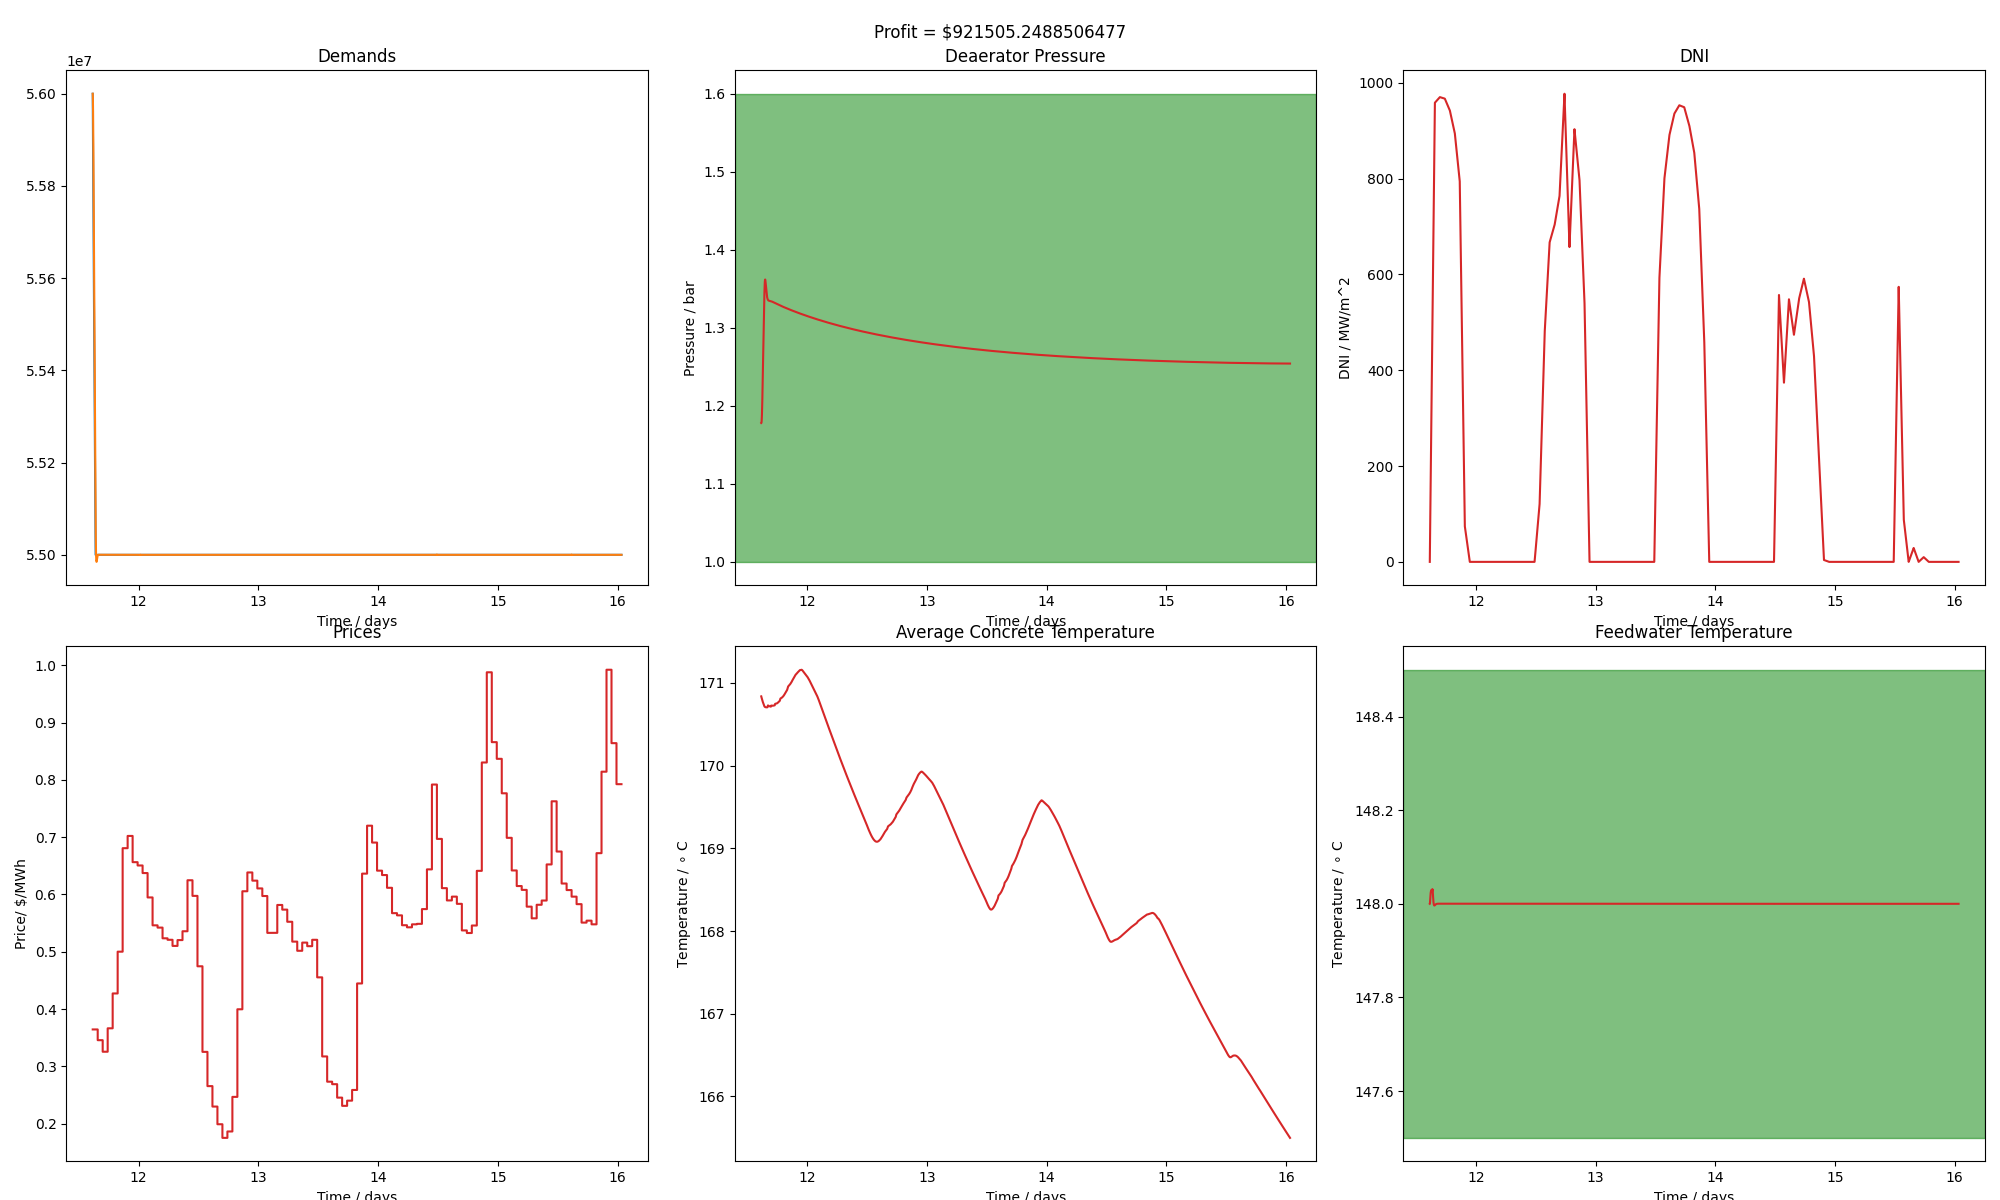 Profit = $921505.2488506477
Demands
1e7
5.60
5.58
5.56
5.54
5.52
5.50
12 13 14 15 16
Time / days
Deaerator Pressure
Pressure / bar
1.6
1.5
1.4
1.3
1.2
1.1
1.0
12 13 14 15 16
Time / days
DNI
DNI / MW/m^2
1000
800
600
400
200
0
12 13 14 15 16
Time / days
Prices
Price/ $/MWh
1.0
0.9
0.8
0.7
0.6
0.5
0.4
0.3
0.2
12 13 14 15 16
Time / days
Average Concrete Temperature
Temperature / ∘ C
171
170
169
168
167
166
12 13 14 15 16
Time / days
Feedwater Temperature
Temperature / ∘ C
148.4
148.2
148.0
147.8
147.6
12 13 14 15 16
Time / days